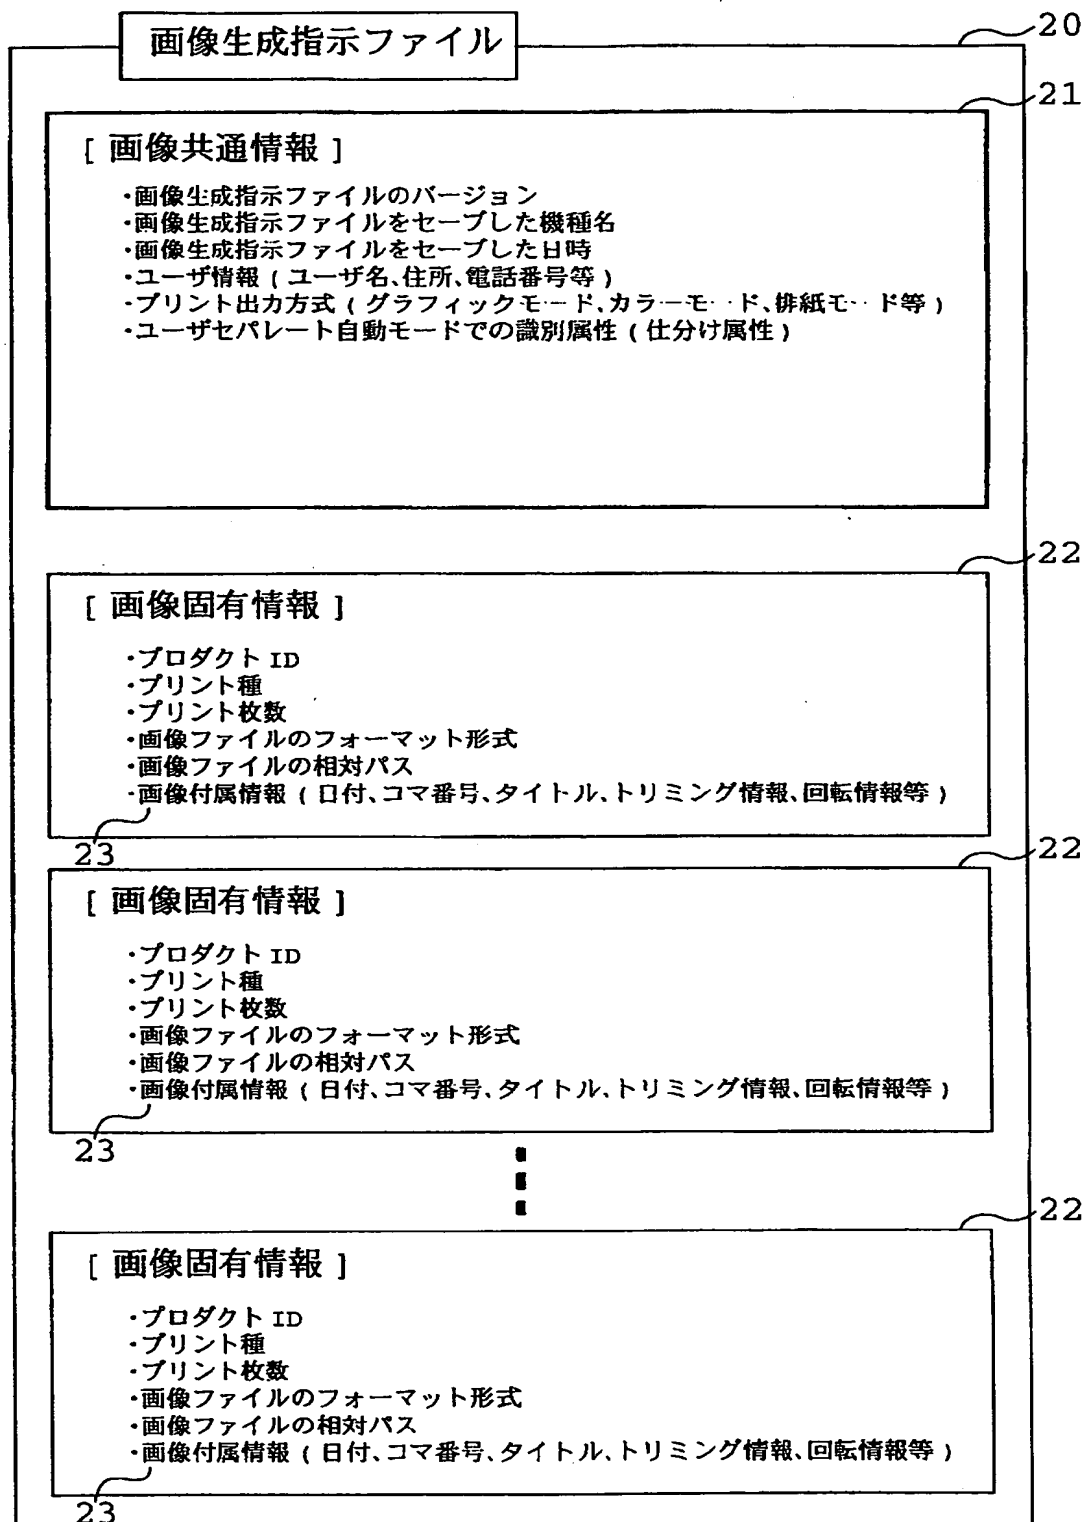 画像生成指示ファイル
20
21
[ 画像共通情報 ]
・画像生成指示ファイルのバージョン
・画像生成指示ファイルをセーブした機種名
・画像生成指示ファイルをセーブした日時
・ユーザ情報 ( ユーザ名、住所、電話番号等 )
・プリント出力方式 ( グラフィックモード、カラーモード、排紙モード等 )
・ユーザセパレート自動モードでの識別属性 ( 仕分け属性 )
22
[ 画像固有情報 ]
・プロダクト ID
・プリント種
・プリント枚数
・画像ファイルのフォーマット形式
・画像ファイルの相対パス
・画像付属情報 ( 日付、コマ番号、タイトル、トリミング情報、回転情報等 )
23
22
[ 画像固有情報 ]
・プロダクト ID
・プリント種
・プリント枚数
・画像ファイルのフォーマット形式
・画像ファイルの相対パス
・画像付属情報 ( 日付、コマ番号、タイトル、トリミング情報、回転情報等 )
23
22
[ 画像固有情報 ]
・プロダクト ID
・プリント種
・プリント枚数
・画像ファイルのフォーマット形式
・画像ファイルの相対パス
・画像付属情報 ( 日付、コマ番号、タイトル、トリミング情報、回転情報等 )
23